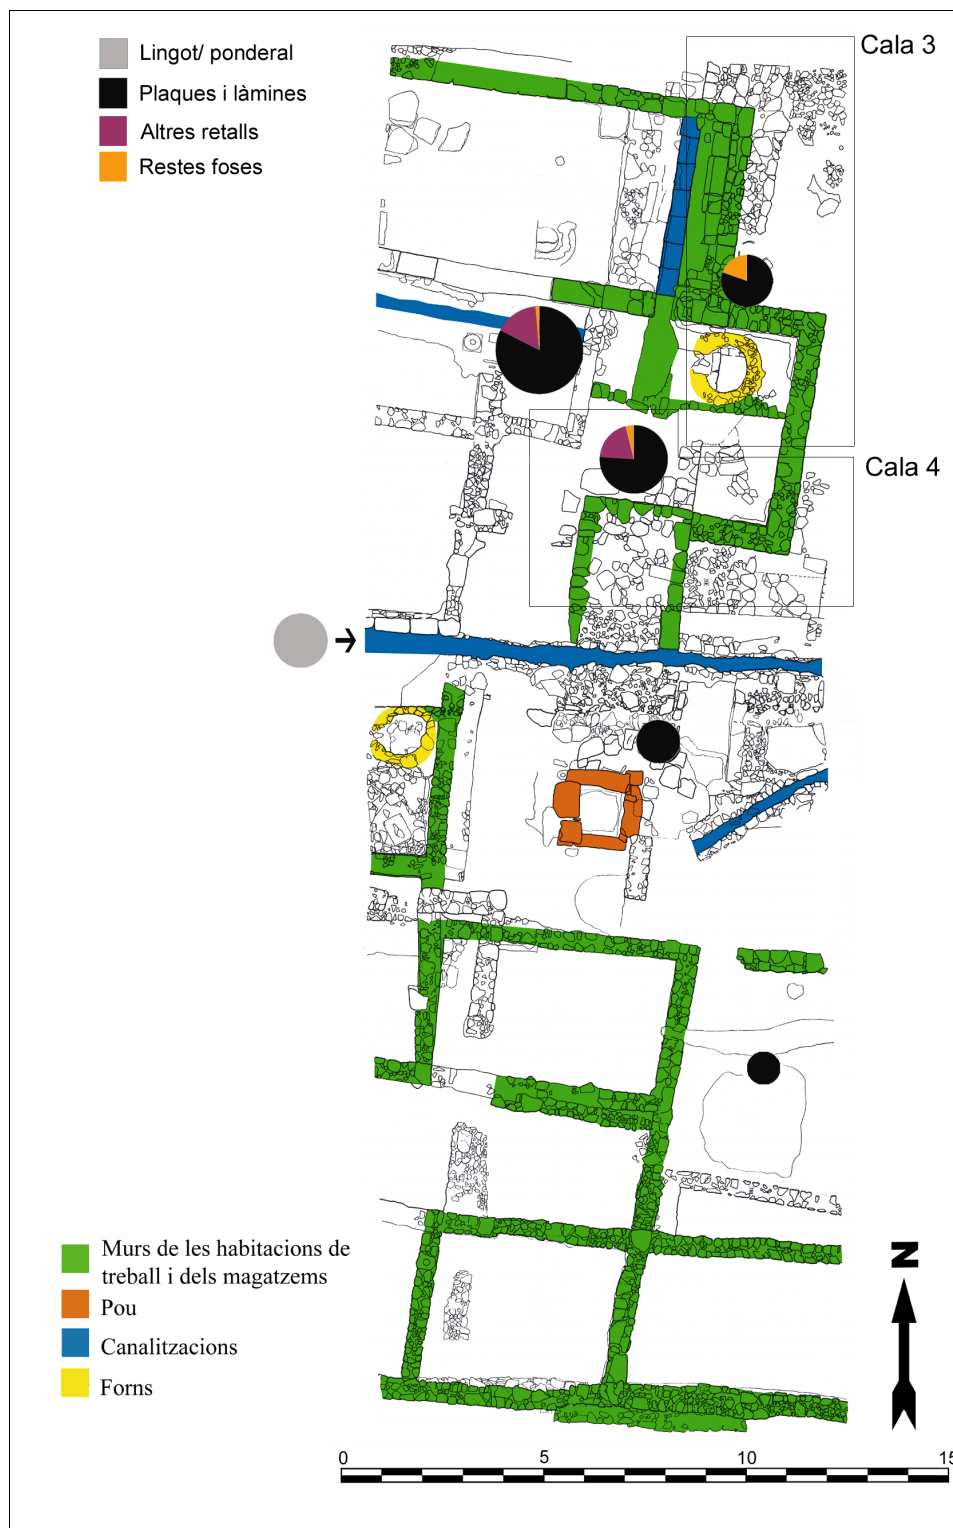 Lingot/ ponderal
Plaques i làmines
Altres retalls
Restes foses
Cala 3
Cala 4
Murs de les habitacions de
treball i dels magatzems
Pou
Canalitzacions
Forns
N
0 5 10 15